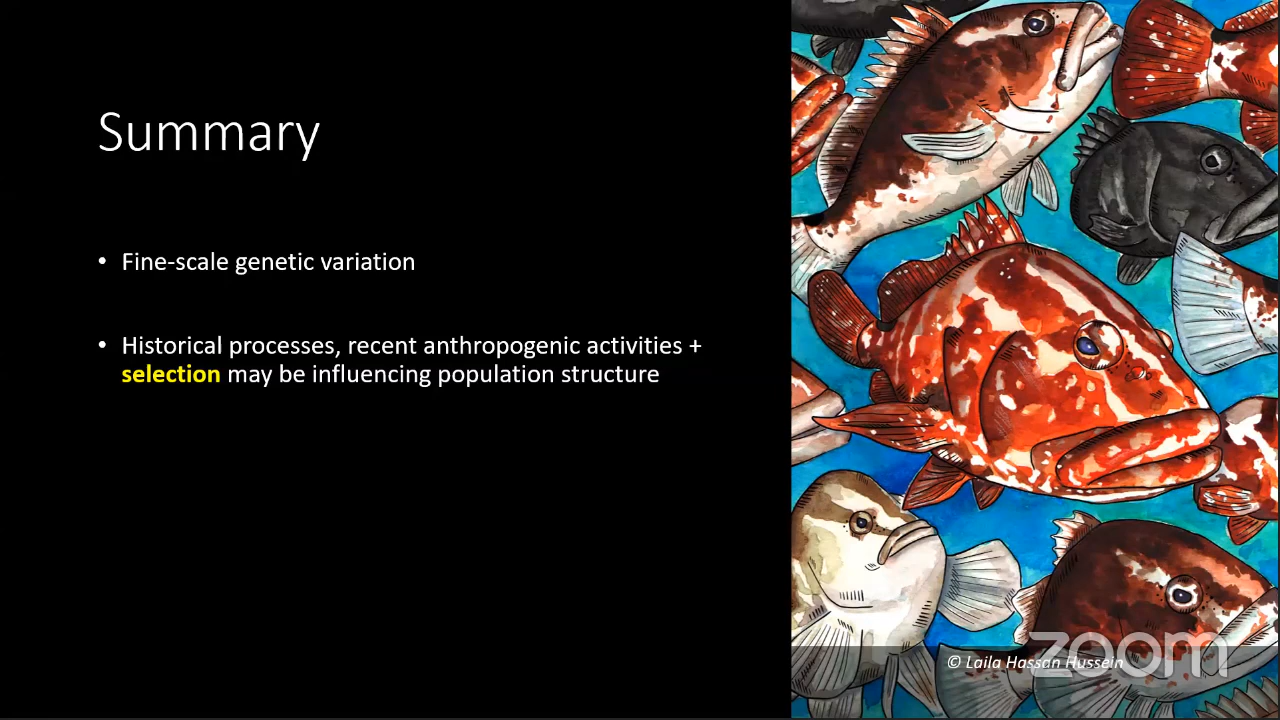 Summary
• Fine-scale genetic variation
• Historical processes, recent anthropogenic activities +
selection may be influencing population structure
© Laila Hassan Hussein
zoom